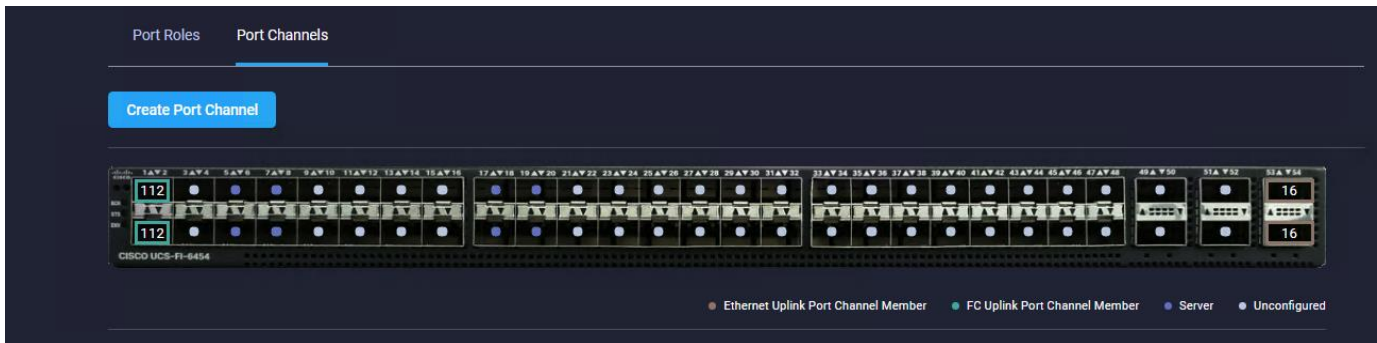 Port Roles Port Channels
Create Port Channel
1▲▼2 3▲▼4 5▲▼6 7▲▼8 9▲▼10 11▲▼12 13▲▼14 15▲▼16 17▲▼18 19▲▼20 21▲▼22 23▲▼24 25▲▼26 27▲▼28 29▲▼30 31▲▼32 33▲▼34 35▲▼36 37▲▼38 39▲▼40 41▲▼42 43▲▼44 45▲▼46 47▲▼48 49▲▼50 51▲▼52 53▲▼54
112 16
112 16
CISCO UCS-FI-6454
Ethernet Uplink Port Channel Member FC Uplink Port Channel Member Server Unconfigured